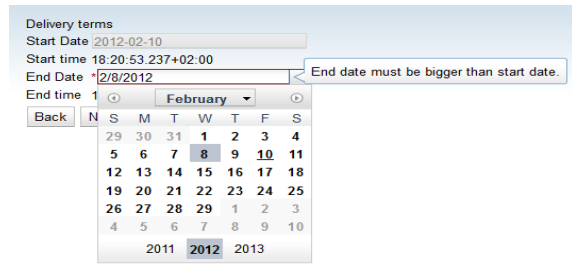 Delivery terms
Start Date 2012-02-10
Start time 18:20:53.237+02:00
End Date *2/8/2012
End date must be bigger than start date.
End time 1
February
Back N
S M T W T F S
29 30 31 1 2 3 4
5 6 7 8 9 10 11
12 13 14 15 16 17 18
19 20 21 22 23 24 25
26 27 28 29 1 2 3
4 5 6 7 8 9 10
2011 2012 2013